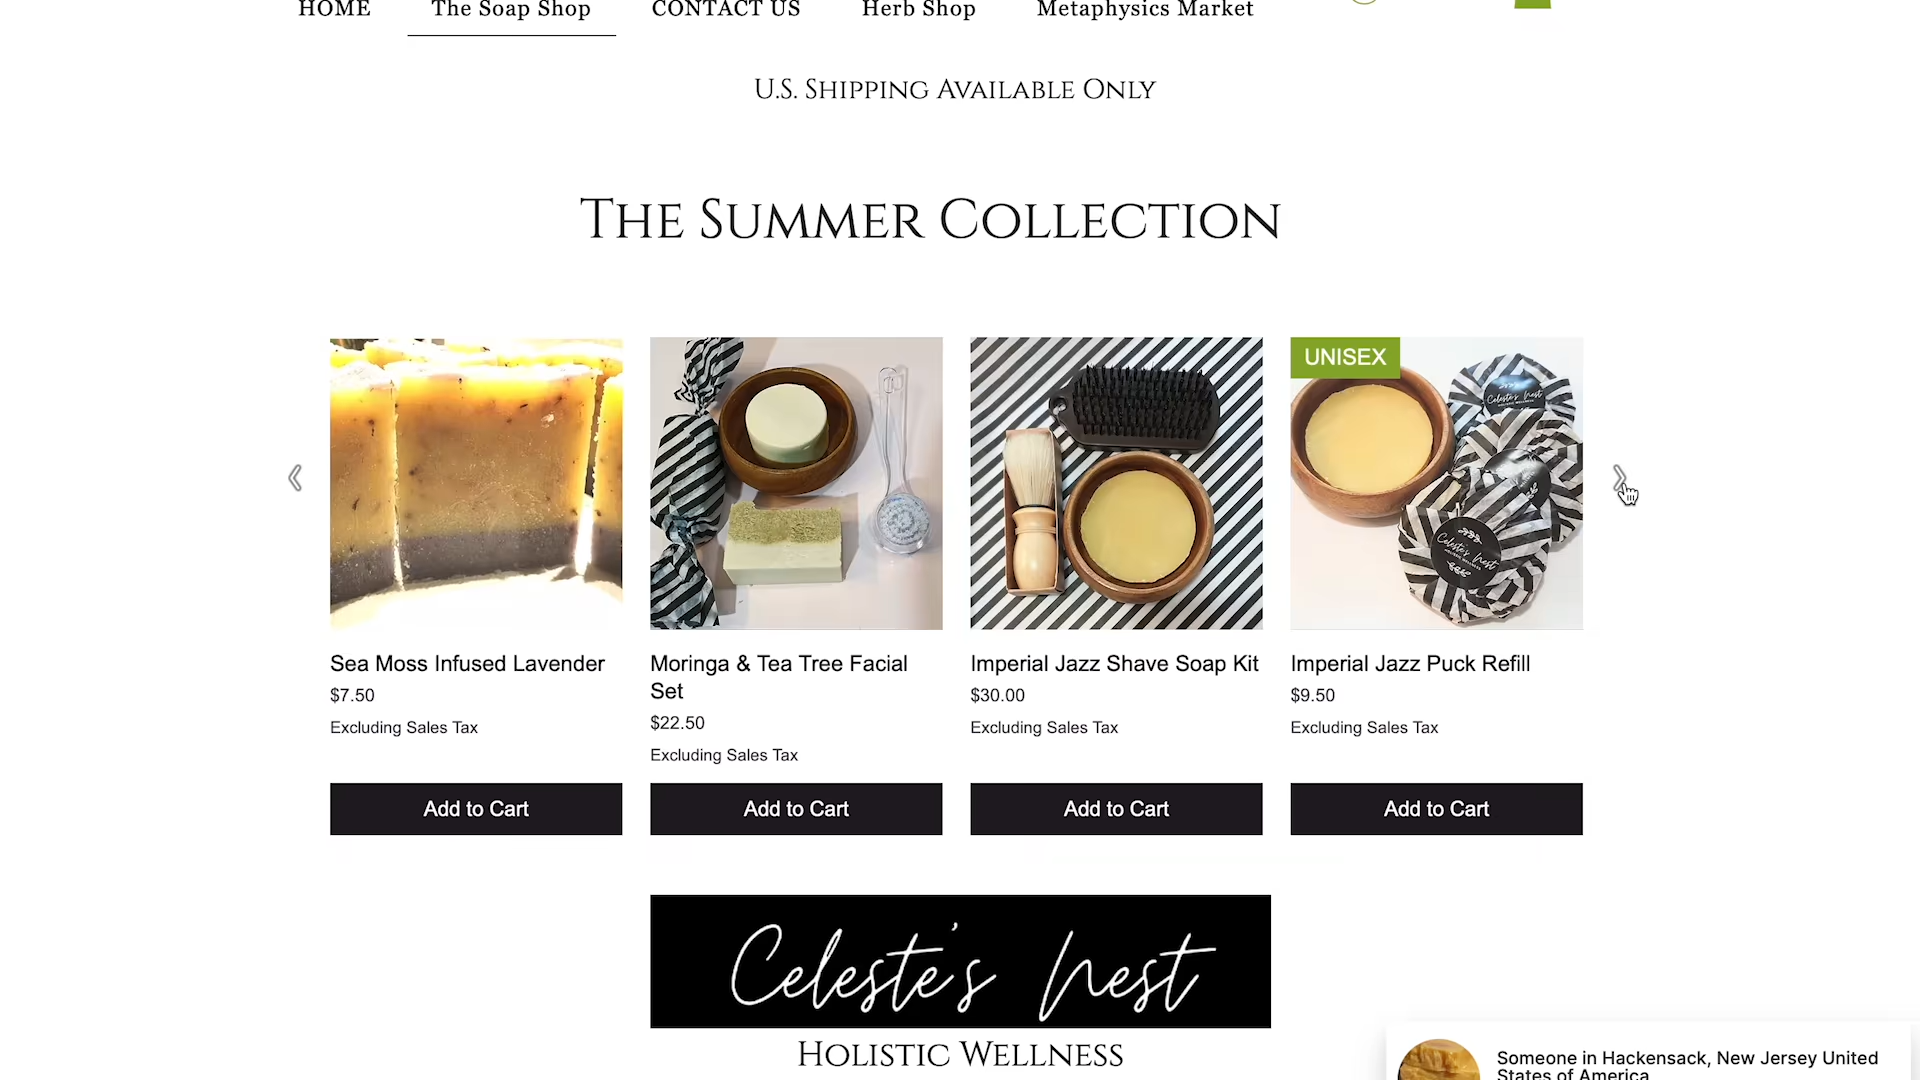 HOME The Soap Shop CONTACT US Herb Shop Metaphysics Market
U.S. Shipping Available Only
The Summer Collection
UNISEX
Celeste's Nest
Celeste's Nest
Sea Moss Infused Lavender
$7.50
Excluding Sales Tax
Add to Cart
Moringa & Tea Tree Facial
Set
$22.50
Excluding Sales Tax
Add to Cart
Imperial Jazz Shave Soap Kit
$30.00
Excluding Sales Tax
Add to Cart
Imperial Jazz Puck Refill
$9.50
Excluding Sales Tax
Add to Cart
Celeste's Nest
Holistic Wellness
Someone in Hackensack, New Jersey United
States of America